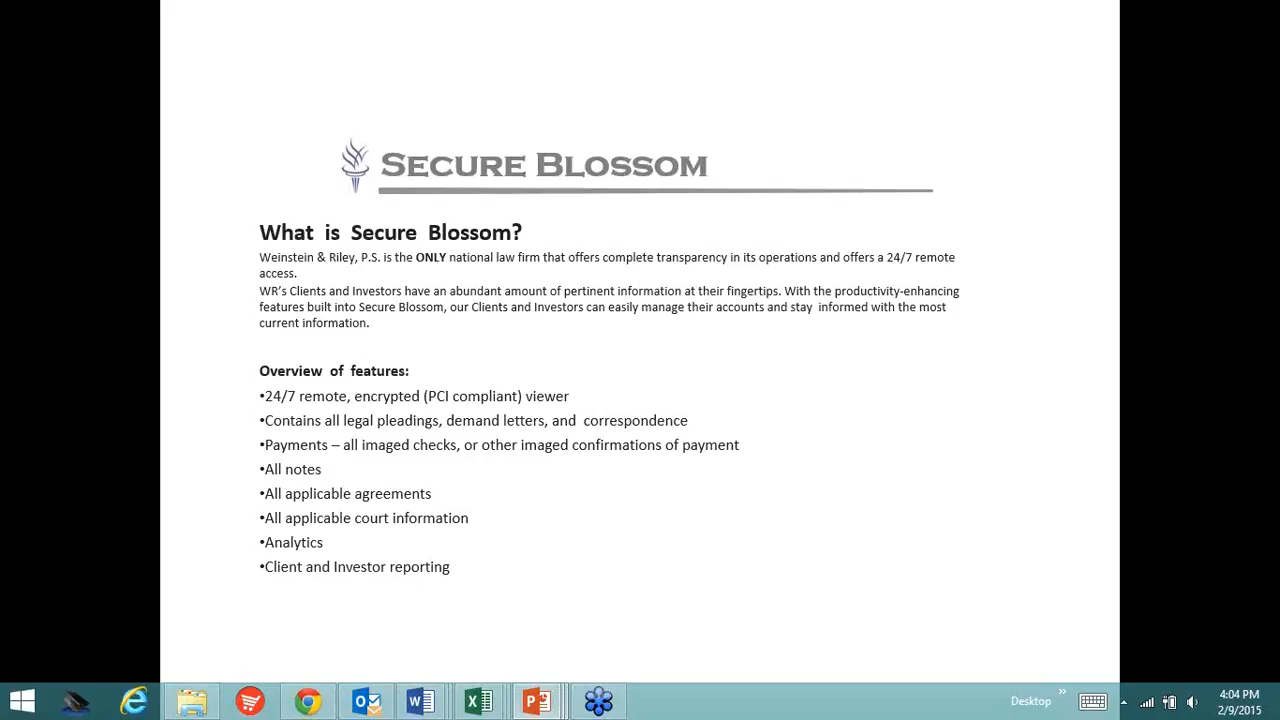 SECURE BLOSSOM
What is Secure Blossom?
Weinstein & Riley, P.S. is the ONLY national law firm that offers complete transparency in its operations and offers a 24/7 remote
access.
WR's Clients and Investors have an abundant amount of pertinent information at their fingertips. With the productivity-enhancing
features built into Secure Blossom, our Clients and Investors can easily manage their accounts and stay informed with the most
current information.
Overview of features:
•24/7 remote, encrypted (PCI compliant) viewer
•Contains all legal pleadings, demand letters, and correspondence
•Payments – all imaged checks, or other imaged confirmations of payment
•All notes
•All applicable agreements
•All applicable court information
•Analytics
•Client and Investor reporting
Desktop
4:04 PM
2/9/2015